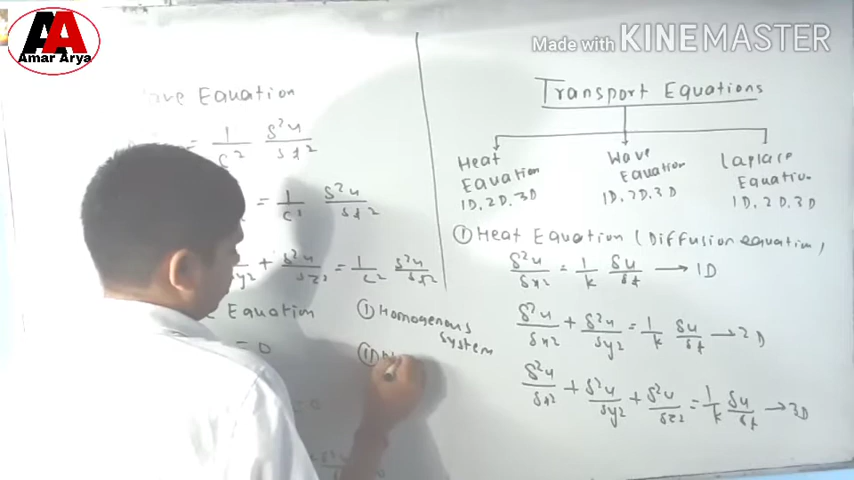 AA
Amar Arya
Made with KINEMASTER
Equation
= 1/c² δ²u/δt²
= 1/c² δ²u/δt²
+ δ²u/δz² = 1/c² δ²u/δt²
Equation
= 0
① Homogenous
System
②
Transport Equations
Heat
Equation
1D, 2D, 3D
Wave
Equation
1D, 2D, 3D
Laplace
Equation
1D, 2D, 3D
① Heat Equation (Diffusion equation)
δ²u/δx² = 1/k δu/δt → 1D
δ²u/δx² + δ²u/δy² = 1/k δu/δt → 2D
δ²u/δx² + δ²u/δy² + δ²u/δz² = 1/k δu/δt → 3D